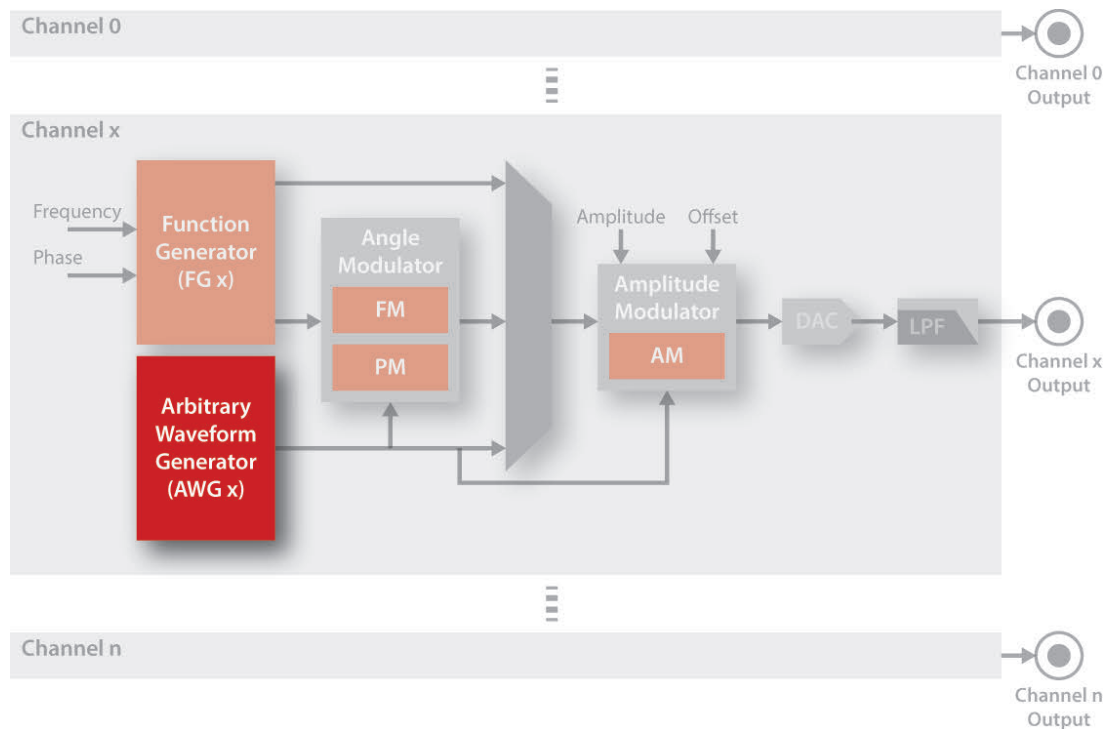 Channel 0
Channel 0
Output
Channel x
Frequency
Phase
Function
Generator
(FG x)
Angle
Modulator
FM
PM
Arbitrary
Waveform
Generator
(AWG x)
Amplitude
Offset
Amplitude
Modulator
AM
DAC
LPF
Channel x
Output
Channel n
Channel n
Output